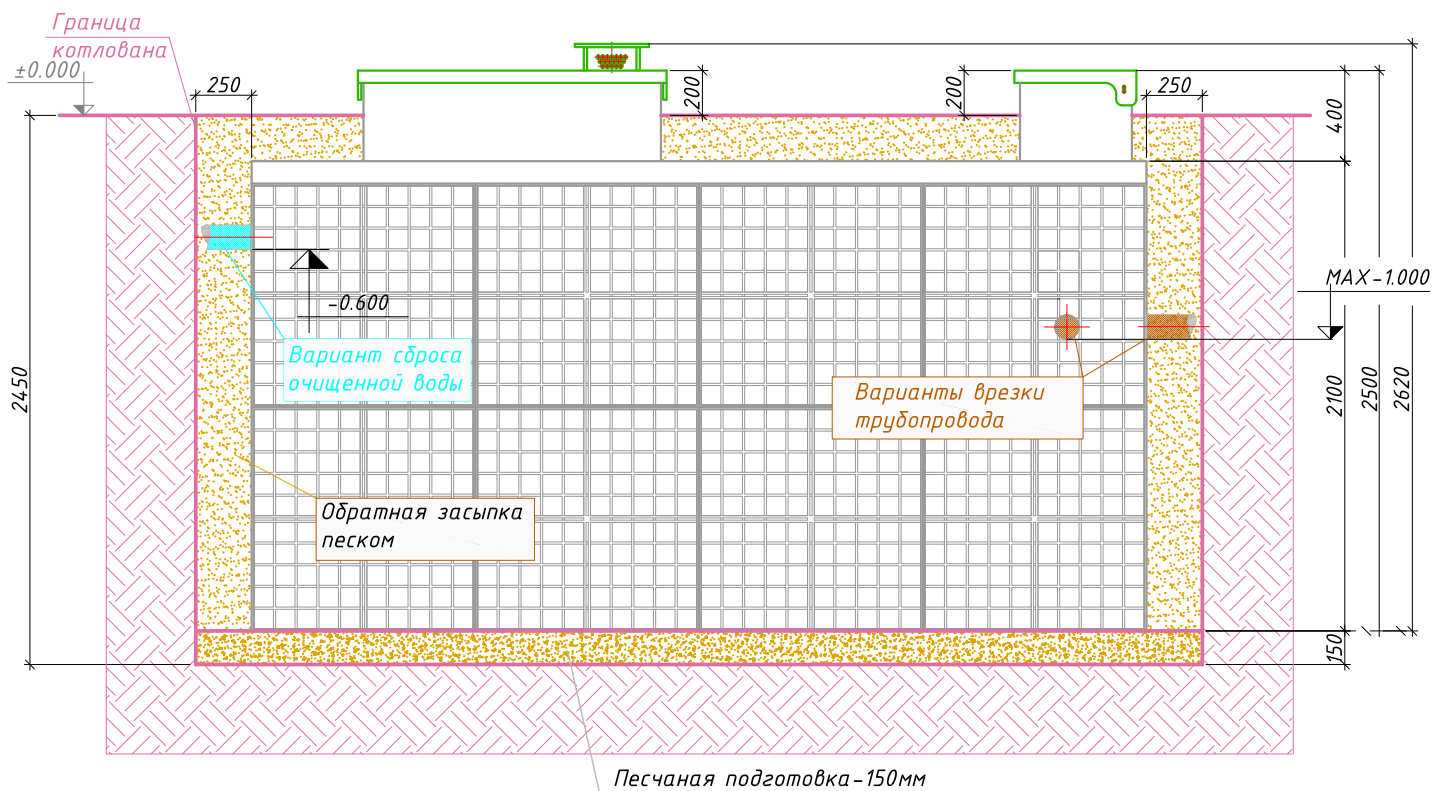 Граница
котлована
±0.000
250
200
200
250
400
-0.600
MAX-1.000
Вариант сброса
очищенной воды
Варианты врезки
трубопровода
2450
2100
2500
2620
Обратная засыпка
песком
150
Песчаная подготовка-150мм